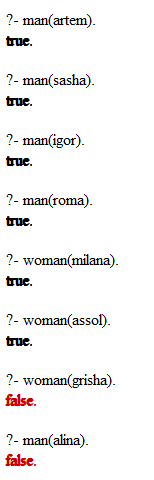 ?- man(artem).
true.
?- man(sasha).
true.
?- man(igor).
true.
?- man(roma).
true.
?- woman(milana).
true.
?- woman(assol).
true.
?- woman(grisha).
false.
?- man(alina).
false.